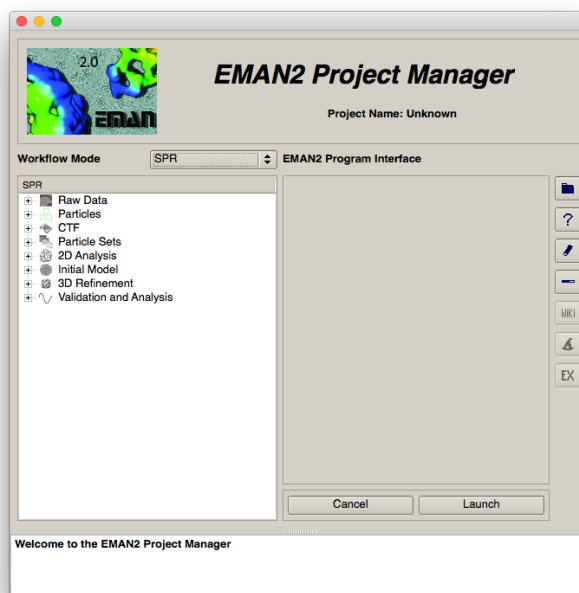 2.0
EMAN
EMAN2 Project Manager
Project Name: Unknown
Workflow Mode
SPR
EMAN2 Program Interface
SPR
Raw Data
Particles
CTF
Particle Sets
2D Analysis
Initial Model
3D Refinement
Validation and Analysis
?
WIKI
EX
Cancel
Launch
Welcome to the EMAN2 Project Manager